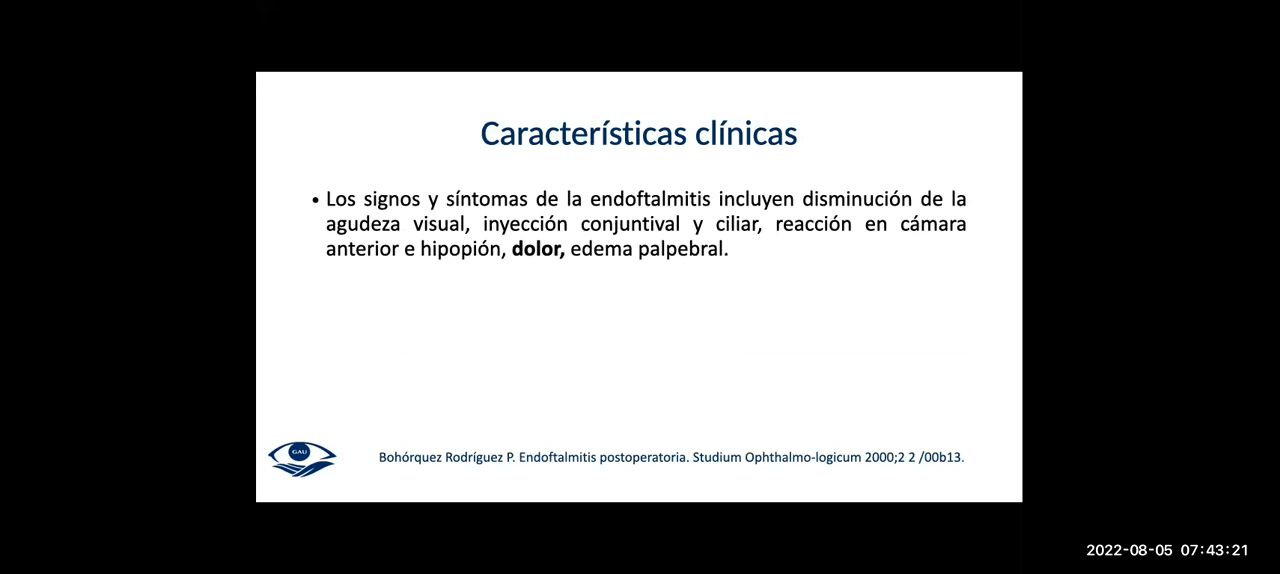 Características clínicas
• Los signos y síntomas de la endoftalmitis incluyen disminución de la
agudeza visual, inyección conjuntival y ciliar, reacción en cámara
anterior e hipopión, dolor, edema palpebral.
GAU
Bohórquez Rodríguez P. Endoftalmitis postoperatoria. Studium Ophthalmo-logicum 2000;2 2 /00b13.
2022-08-05 07:43:21